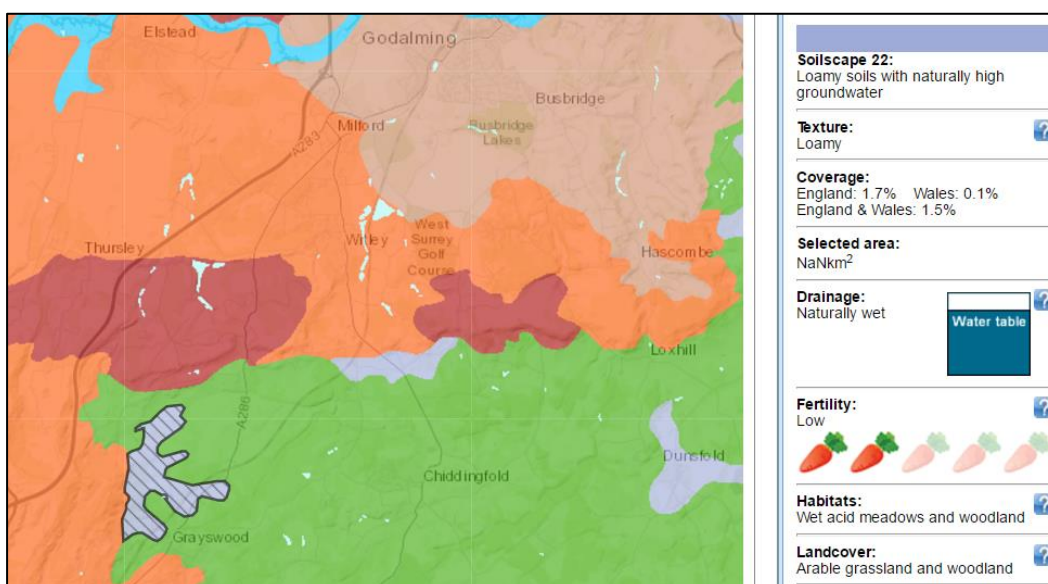 Elstead
Godalming
Busbridge
Milford
Busbridge
Lakes
A283
West
Surrey
Golf
Course
Witley
Thursley
Hascombe
Loxhill
A286
Chiddingfold
Dunsfold
Grayswood
Soilscape 22:
Loamy soils with naturally high
groundwater
Texture:
Loamy
?
Coverage:
England: 1.7% Wales: 0.1%
England & Wales: 1.5%
Selected area:
NaNkm²
Drainage:
Naturally wet
Water table
?
Fertility:
Low
?
Habitats:
Wet acid meadows and woodland
?
Landcover:
Arable grassland and woodland
?